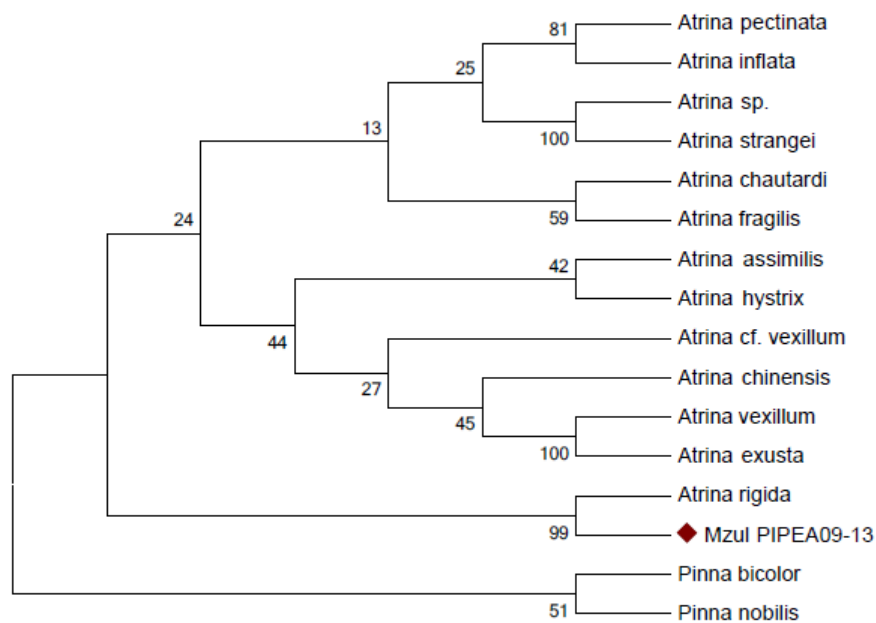 81
Atrina pectinata
25
Atrina inflata
Atrina sp.
13
100
Atrina strangei
Atrina chautardi
24
59
Atrina fragilis
42
Atrina assimilis
Atrina hystrix
44
Atrina cf. vexillum
27
Atrina chinensis
45
Atrina vexillum
100
Atrina exusta
Atrina rigida
99
Mzul PIPEA09-13
Pinna bicolor
51
Pinna nobilis